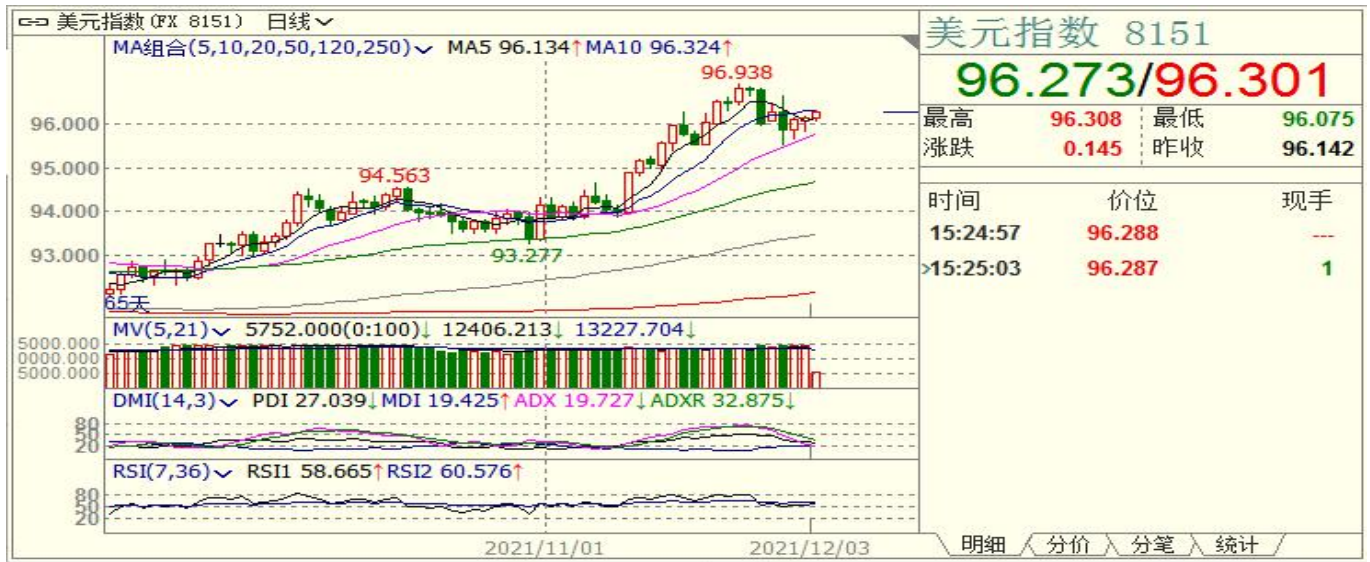 美元指数(FX 8151) 日线
MA组合(5,10,20,50,120,250) MA5 96.134↑MA10 96.324↑
96.938
96.000
95.000
94.563
94.000
93.000
93.277
65天
MV(5,21) 5752.000(0:100)↓ 12406.213↓ 13227.704↓
5000.000
0000.000
5000.000
DMI(14,3) PDI 27.039↓MDI 19.425↑ADX 19.727↓ADXR 32.875↓
80
50
20
RSI(7,36) RSI1 58.665↑RSI2 60.576↑
80
50
20
2021/11/01 2021/12/03
美元指数 8151
96.273/96.301
最高 96.308 最低 96.075
涨跌 0.145 昨收 96.142
时间 价位 现手
15:24:57 96.288 ---
>15:25:03 96.287 1
明细 分价 分笔 统计